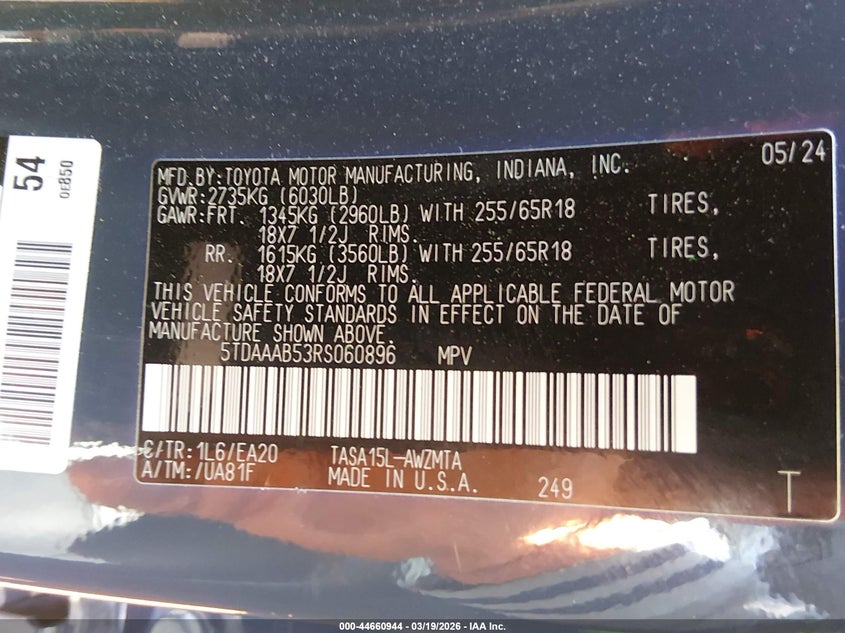 54
0E850
MFD.BY:TOYOTA MOTOR MANUFACTURING, INDIANA, INC. 05/24
GVWR:2735KG (6030LB)
GAWR:FRT. 1345KG (2960LB) WITH 255/65R18 TIRES,
18X7 1/2J RIMS.
RR. 1615KG (3560LB) WITH 255/65R18 TIRES,
18X7 1/2J RIMS.
THIS VEHICLE CONFORMS TO ALL APPLICABLE FEDERAL MOTOR
VEHICLE SAFETY STANDARDS IN EFFECT ON THE DATE OF
MANUFACTURE SHOWN ABOVE.
5TDAAAB53RS060896 MPV
C/TR:1L6/EA20 TASA15L-AWZMTA
A/TM:/UA81F MADE IN U.S.A. 249 T
000-44660944 - 03/19/2026 - IAA Inc.